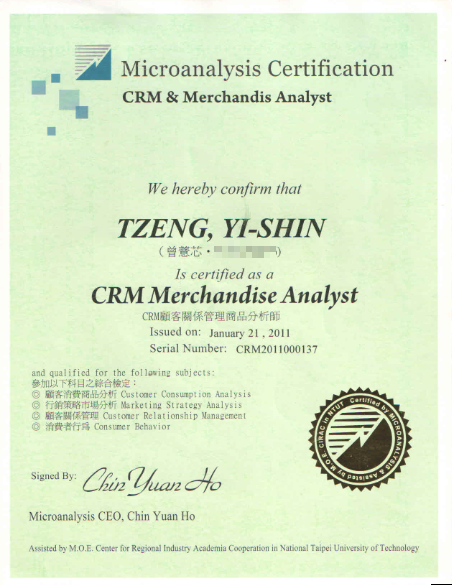 Microanalysis Certification
CRM & Merchandis Analyst
We hereby confirm that
TZENG, YI-SHIN
(曾薏芯・
Is certified as a
CRM Merchandise Analyst
CRM顧客關係管理商品分析師
Issued on: January 21 , 2011
Serial Number: CRM2011000137
and qualified for the following subjects:
參加以下科目之綜合檢定：
◎ 顧客消費商品分析 Customer Consumption Analysis
◎ 行銷策略市場分析 Marketing Strategy Analysis
◎ 顧客關係管理 Customer Relationship Management
◎ 消費者行為 Consumer Behavior
Certified by MICROANALYSIS & Assisted by M.O.E. CRIAC IN NTUT
Signed By: Chin Yuan Ho
Microanalysis CEO, Chin Yuan Ho
Assisted by M.O.E. Center for Regional Industry Academia Cooperation in National Taipei University of Technology